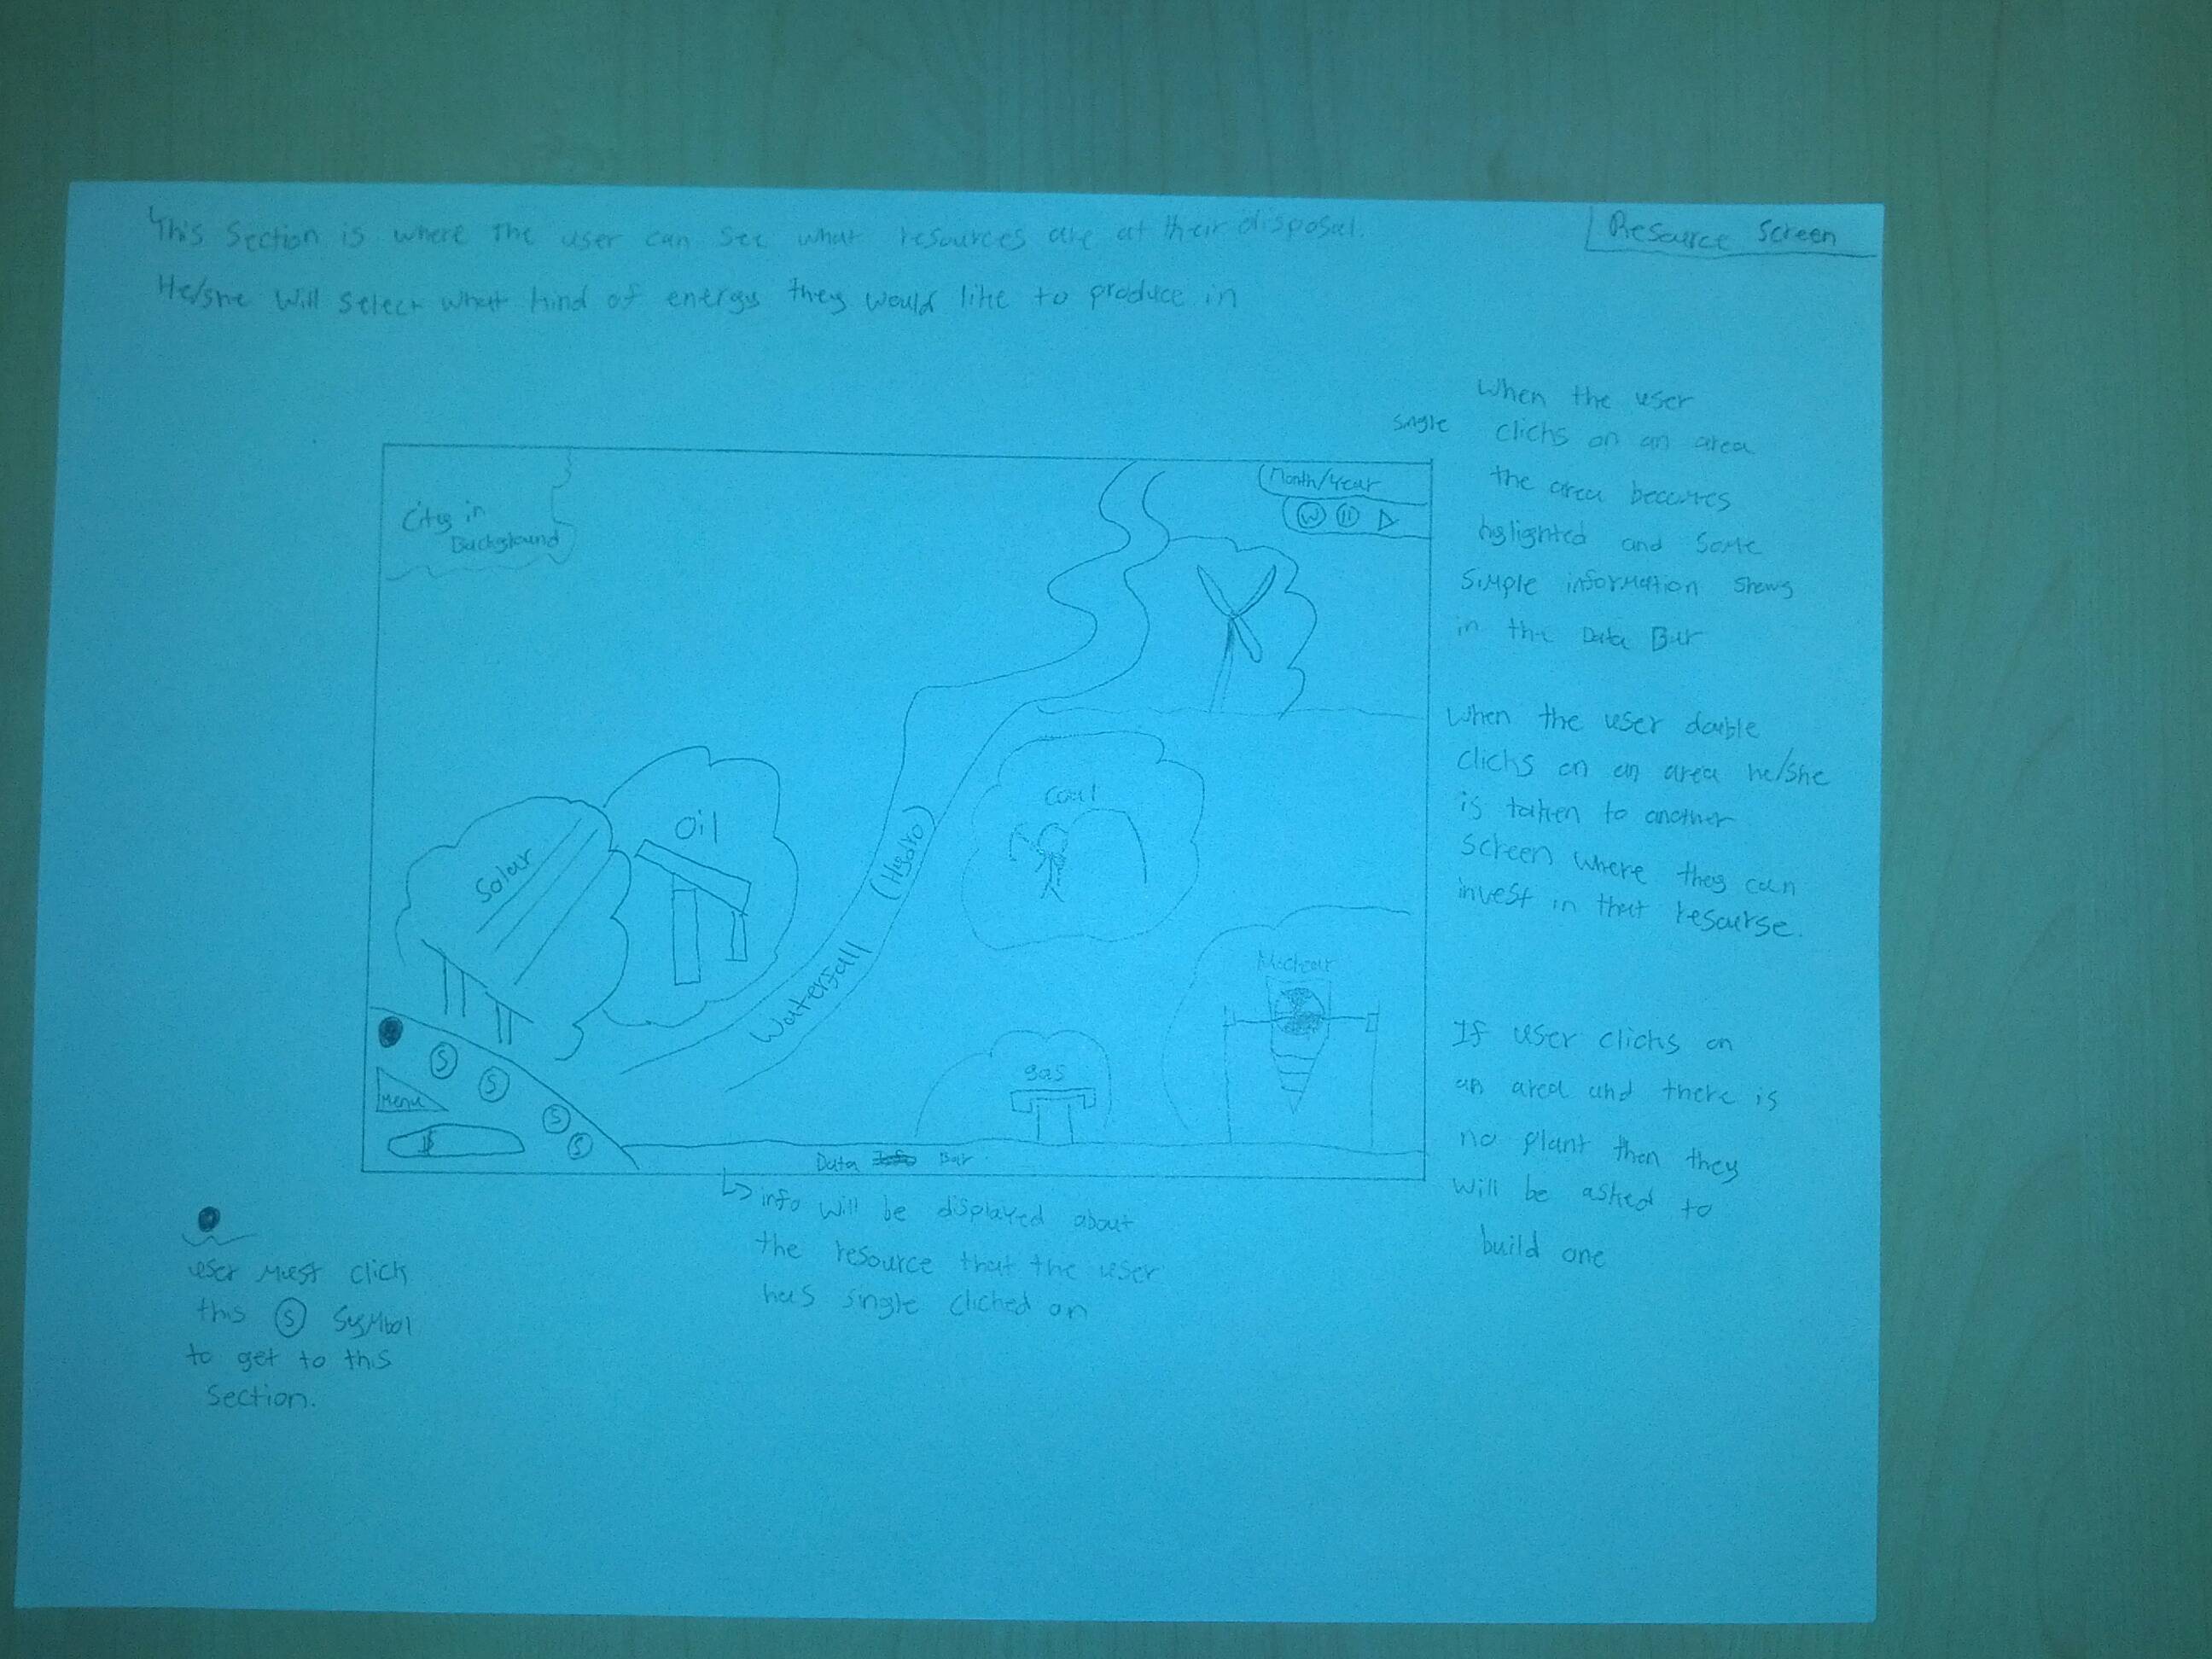 This Section is where the user can see what resources are at their disposal.
He/she will select what kind of energy they would like to produce in
Resource Screen
single
When the user
clicks on an area
the area becomes
higlighted and some
simple information shows
in the Data Bar
When the user double
clicks on an area he/she
is taken to another
screen where they can
invest in that resourse.
If user clicks on
an area and there is
no plant then they
will be asked to
build one
City in
Background
Month/Year
W II
Solar
Oil
Waterfall (Hydro)
Coal
Nuclear
gas
S
S
S
S
Menu
$
Data Bar
info will be displayed about
the resource that the user
has single clicked on
user must click
this S symbol
to get to this
Section.